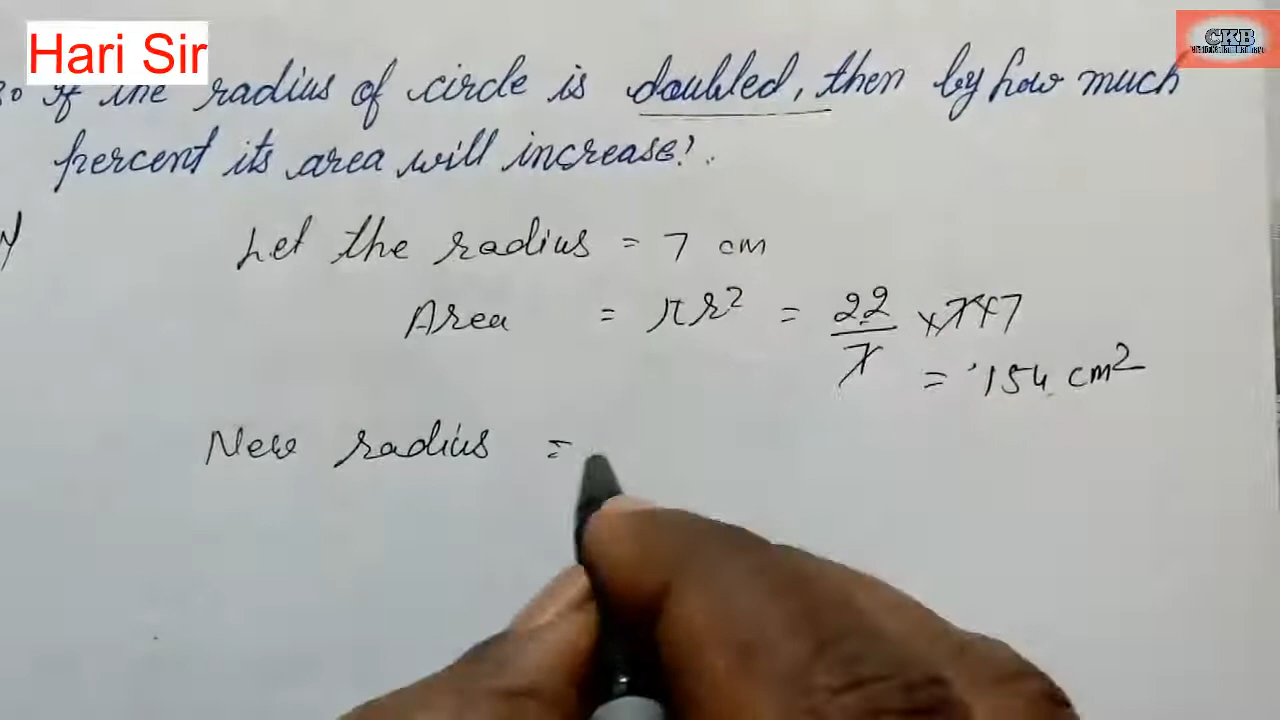 Hari Sir
CKB
If the radius of circle is doubled, then by how much
percent its area will increase?
Let the radius = 7 cm
Area = πr² = 22/7 × 7 × 7
= 154 cm²
New radius =